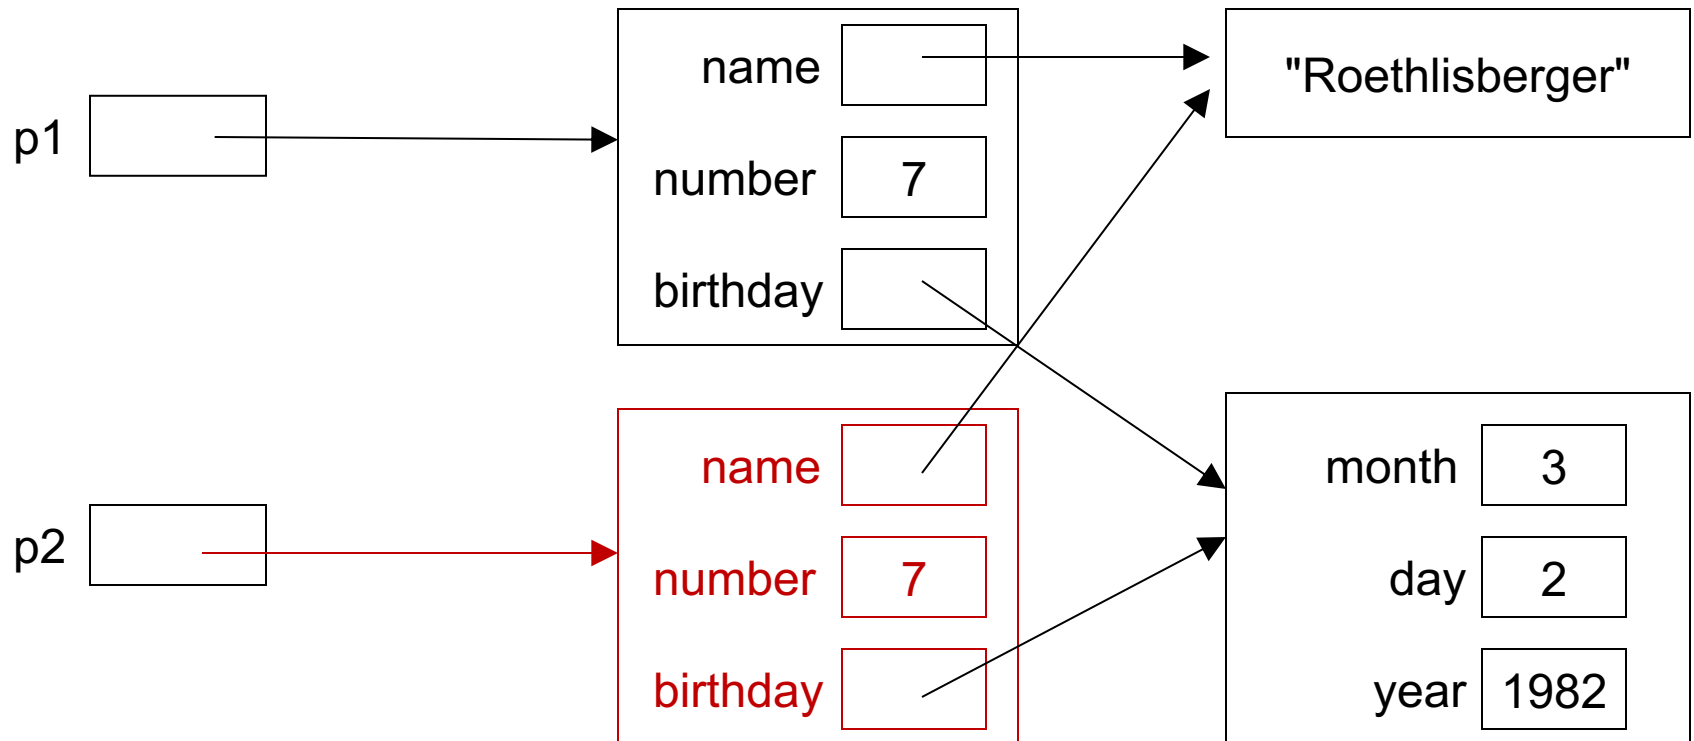 name
"Roethlisberger"
p1
number 7
birthday
name
month 3
p2
number 7
day 2
birthday
year 1982